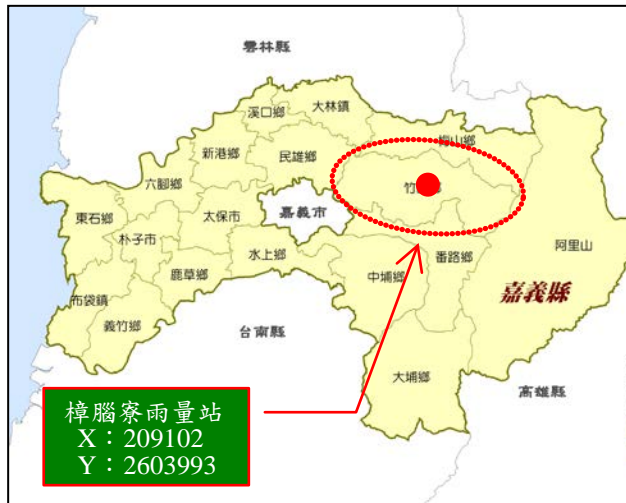 雲林縣
溪口鄉
大林鎮
梅山鄉
新港鄉
民雄鄉
六腳鄉
竹
鄉
東石鄉
太保市
嘉義市
朴子市
阿里山
水上鄉
番路鄉
鹿草鄉
中埔鄉
嘉義縣
布袋鎮
義竹鄉
台南縣
大埔鄉
高雄縣
樟腦寮雨量站
X：209102
Y：2603993